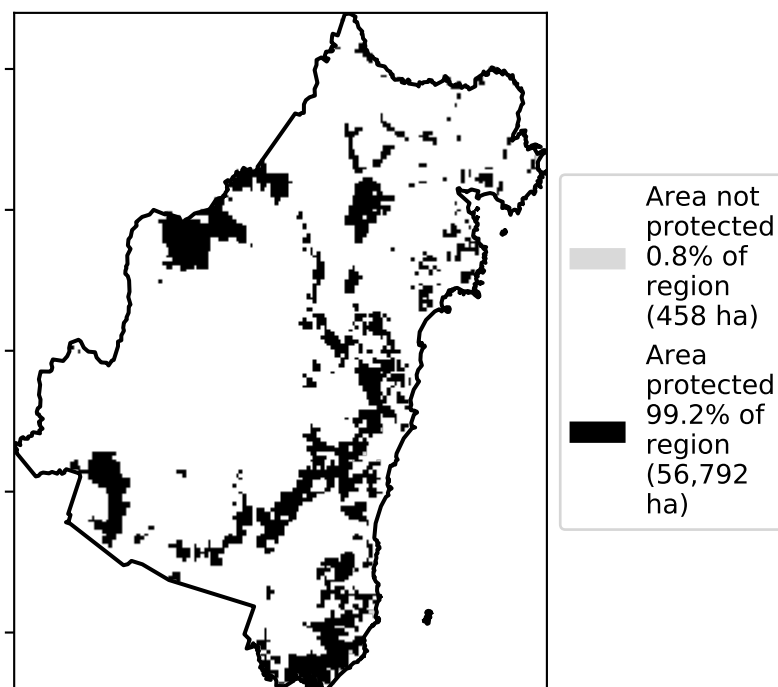 Area not
protected
0.8% of
region
(458 ha)
Area
protected
99.2% of
region
(56,792
ha)